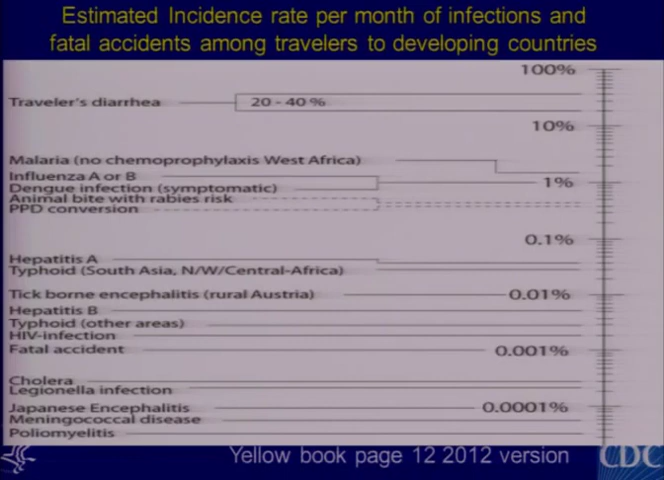 Estimated Incidence rate per month of infections and
fatal accidents among travelers to developing countries
100%
Traveler's diarrhea 20 - 40 %
10%
Malaria (no chemoprophylaxis West Africa)
Influenza A or B
1%
Dengue infection (symptomatic)
Animal bite with rabies risk
PPD conversion
0.1%
Hepatitis A
Typhoid (South Asia, N/W/Central-Africa)
Tick borne encephalitis (rural Austria) 0.01%
Hepatitis B
Typhoid (other areas)
HIV-infection
Fatal accident 0.001%
Cholera
Legionella infection
Japanese Encephalitis 0.0001%
Meningococcal disease
Poliomyelitis
Yellow book page 12 2012 version CDC